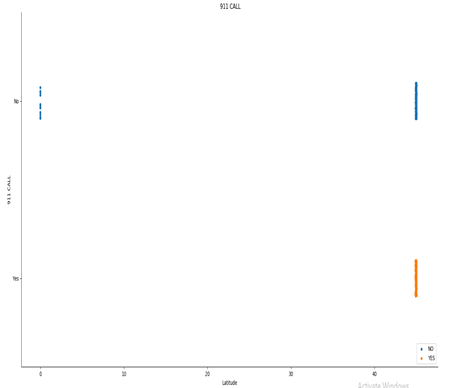 911 CALL
No
911 CALL
Yes
NO
YES
0
10
20
30
40
Latitude
Activate Windows